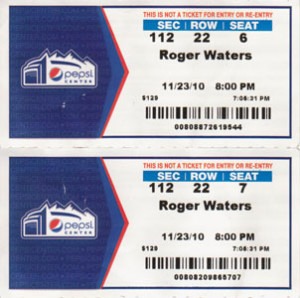 THIS IS NOT A TICKET FOR ENTRY OR RE-ENTRY
SEC | ROW | SEAT
112 22 6
Roger Waters
pepsi
CENTER
11/23/10 8:00 PM
$129 7:08:31 PM
00808872619544
THIS IS NOT A TICKET FOR ENTRY OR RE-ENTRY
SEC | ROW | SEAT
112 22 7
Roger Waters
pepsi
CENTER
11/23/10 8:00 PM
$129 7:08:31 PM
00808209865707